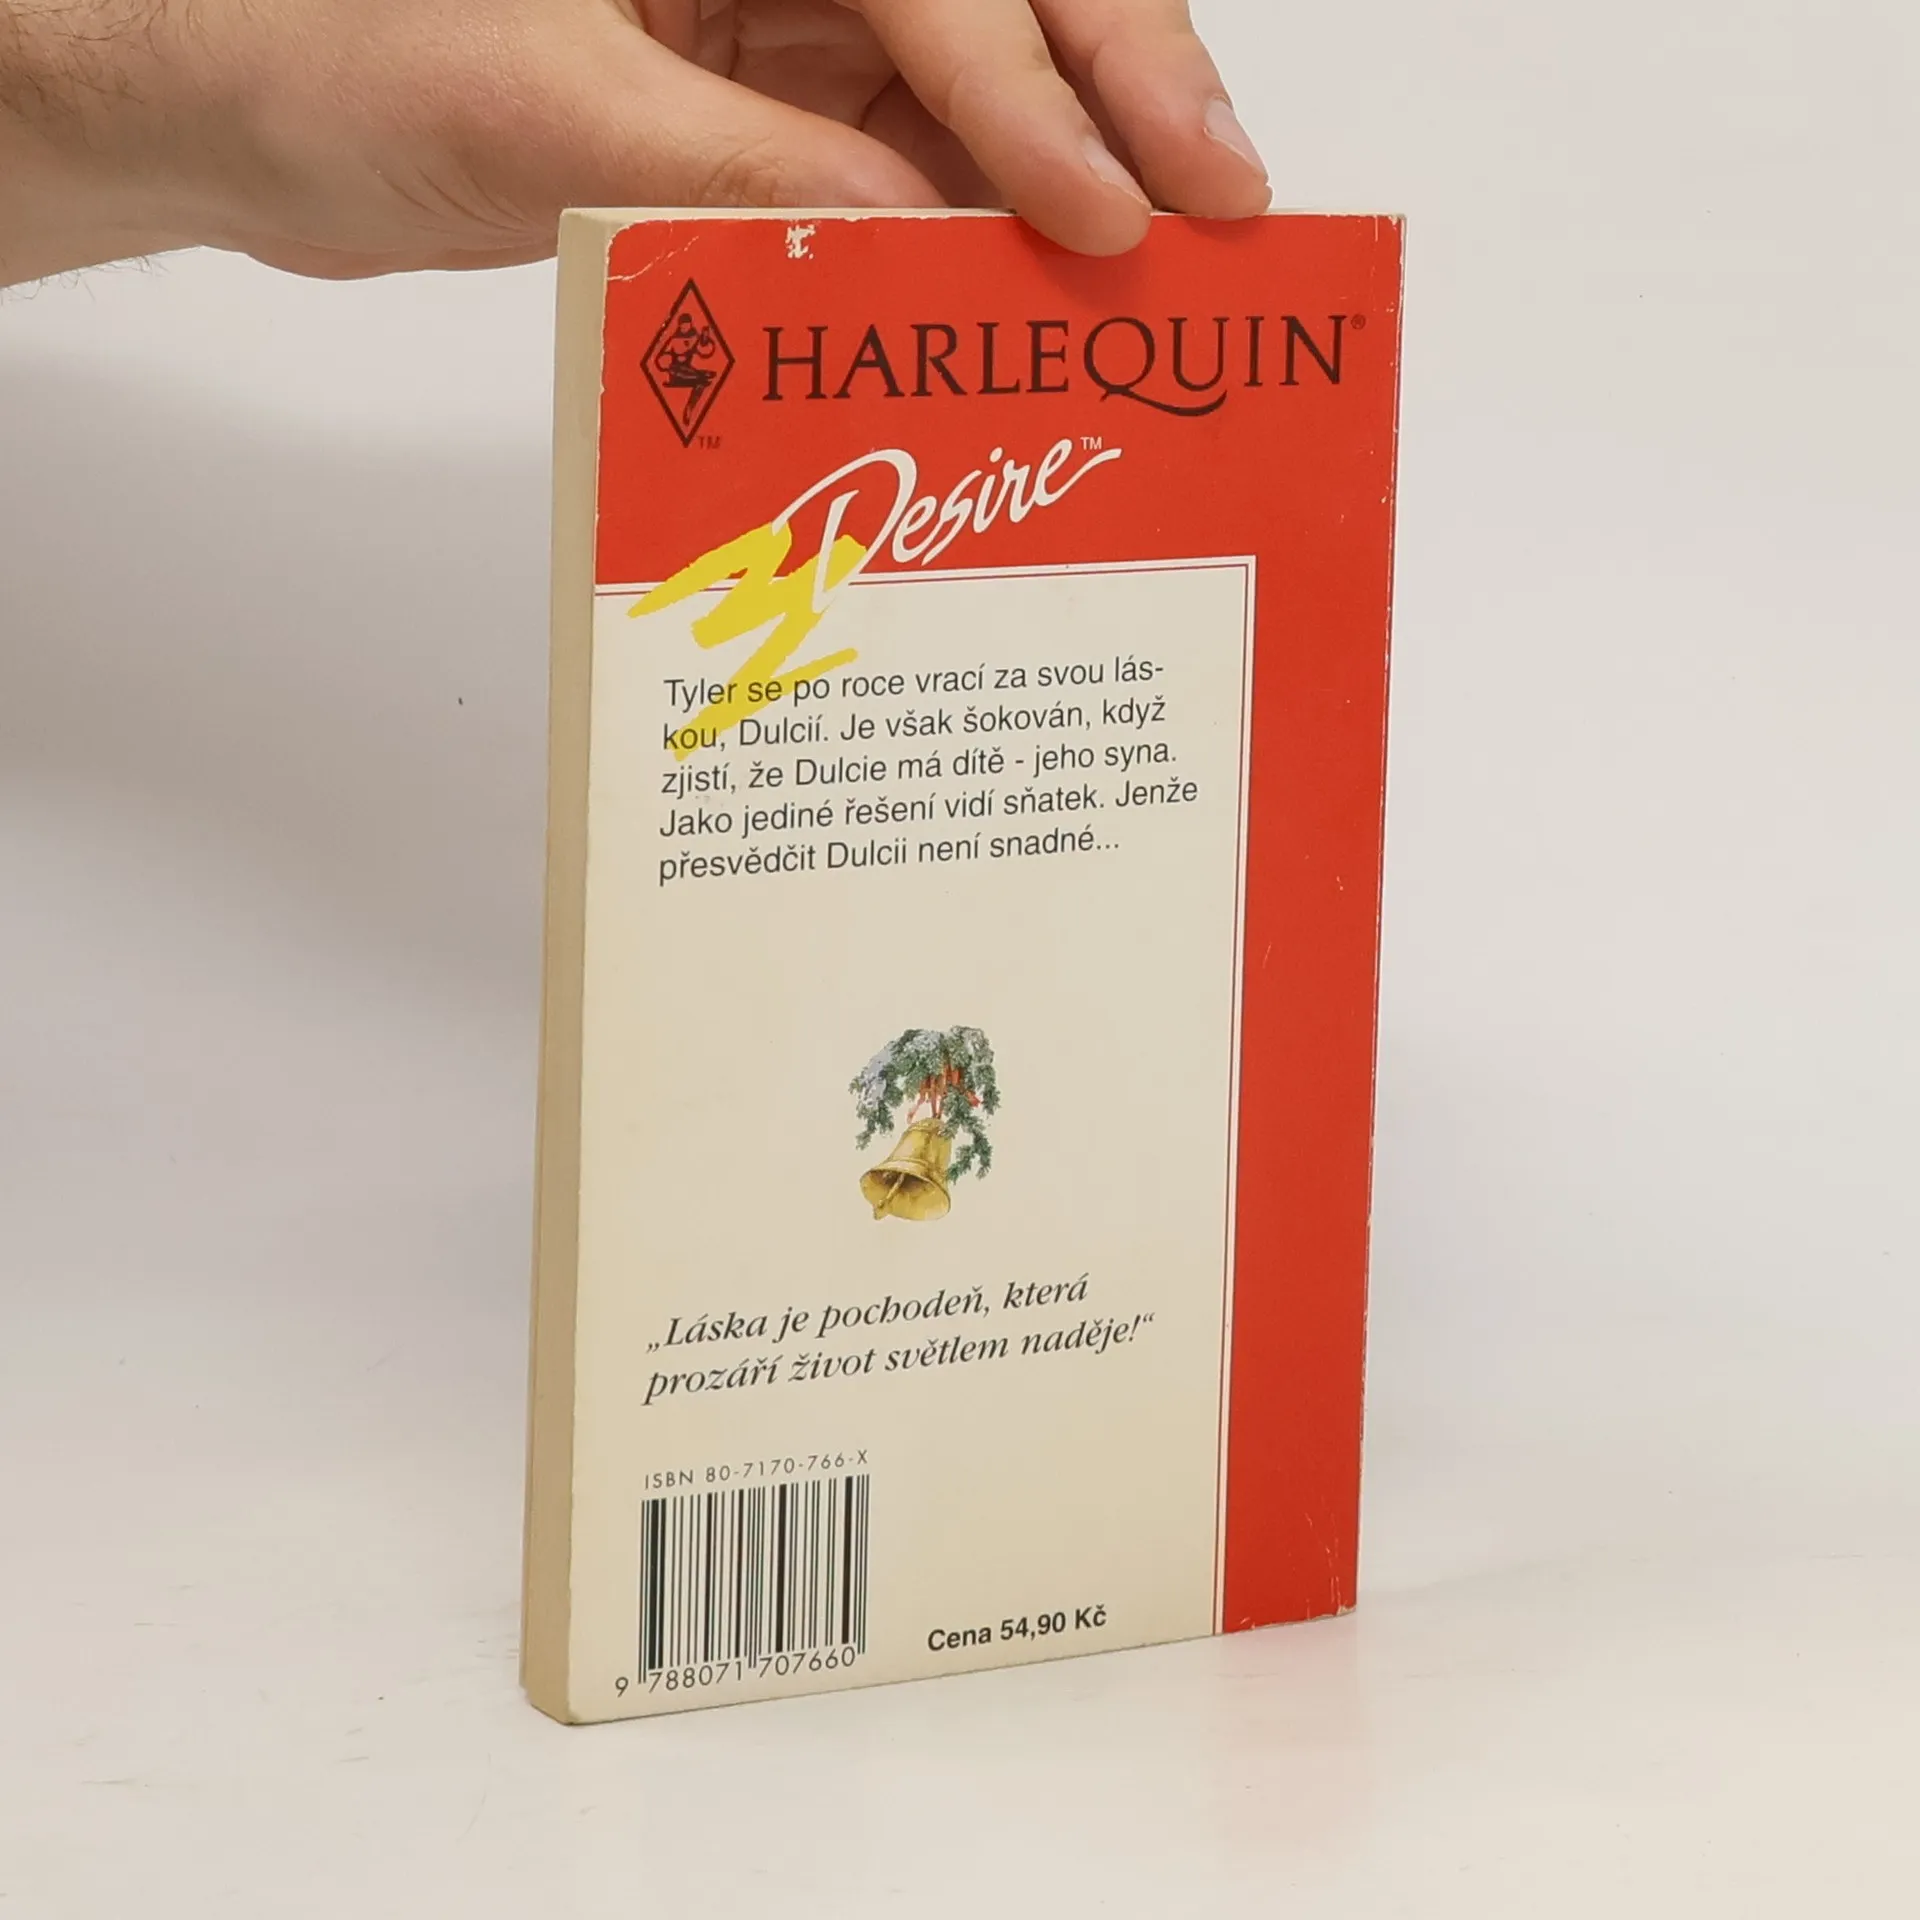 HARLEQUIN®
TM
Desire™
Tyler se po roce vrací za svou lás-
kou, Dulcií. Je však šokován, když
zjistí, že Dulcie má dítě - jeho syna.
Jako jediné řešení vidí sňatek. Jenže
přesvědčit Dulcii není snadné...
„Láska je pochodeň, která
prozáří život světlem naděje!“
ISBN 80-7170-766-X
9 788071 707660
Cena 54,90 Kč